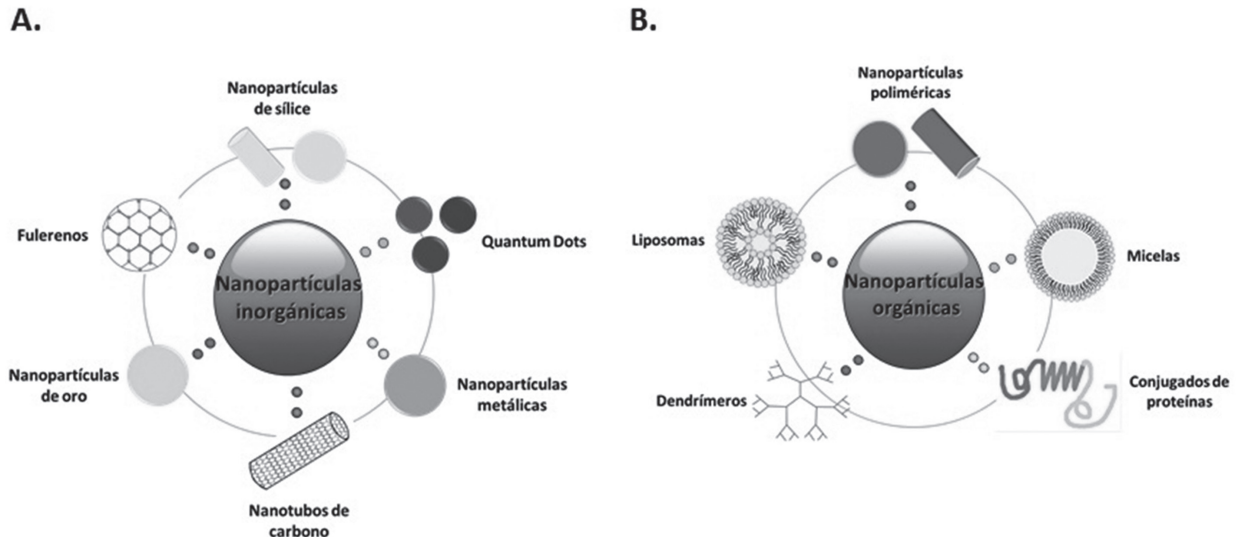 A.
Nanopartículas
de sílice
Fulerenos
Quantum Dots
Nanopartículas
inorgánicas
Nanopartículas
de oro
Nanopartículas
metálicas
Nanotubos de
carbono
B.
Nanopartículas
poliméricas
Liposomas
Micelas
Nanopartículas
orgánicas
Dendrímeros
Conjugados de
proteínas